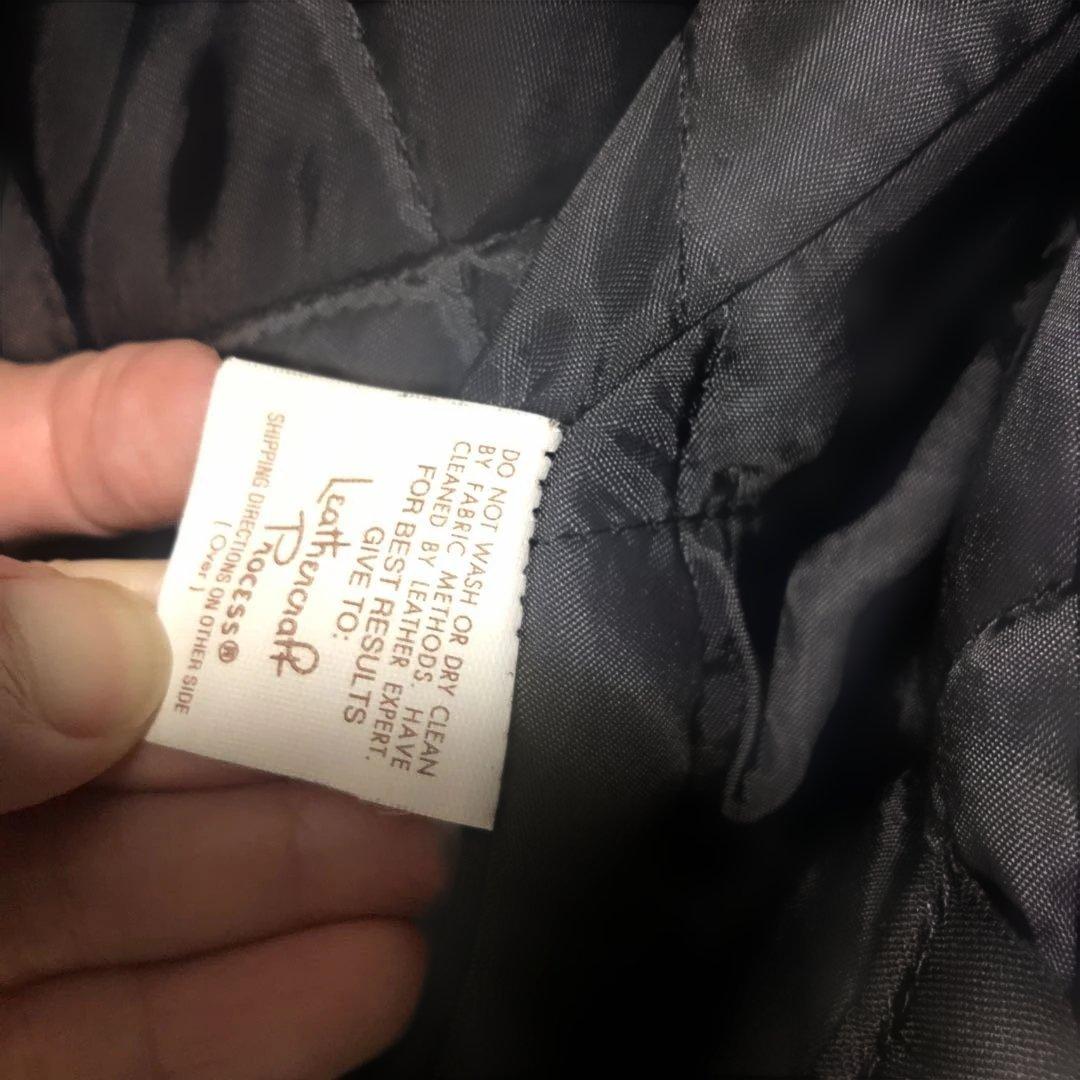 DO NOT WASH OR DRY CLEAN
BY FABRIC METHODS. HAVE
CLEANED BY LEATHER EXPERT.
FOR BEST RESULTS
GIVE TO:
Leathercraft
Process®
( Over )
SHIPPING DIRECTIONS ON OTHER SIDE